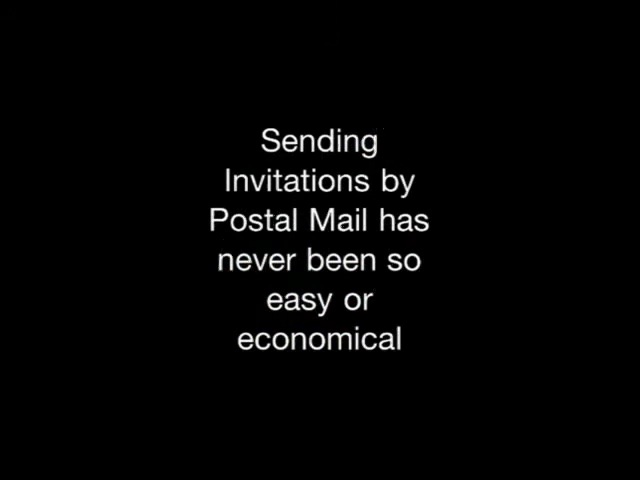 Sending
Invitations by
Postal Mail has
never been so
easy or
economical